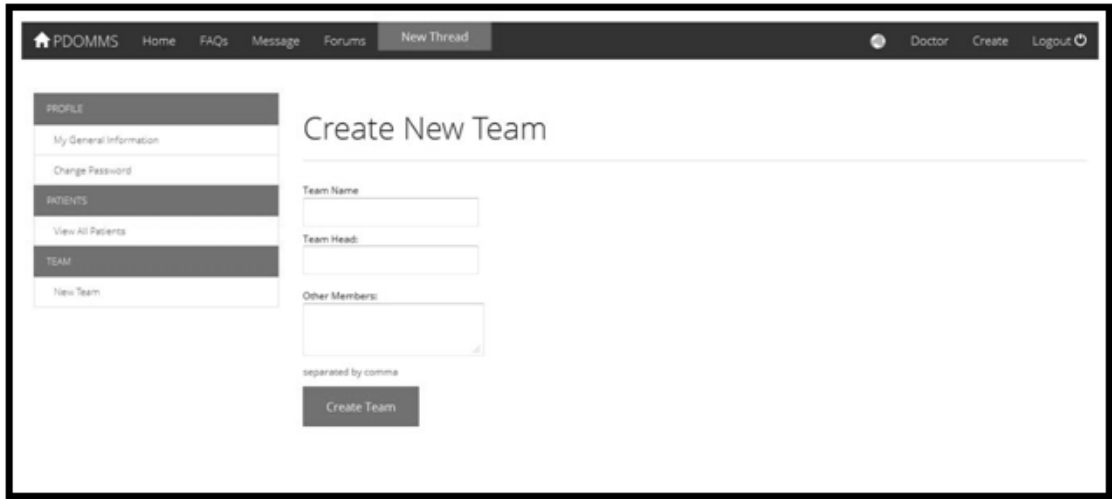 PDOMMS Home FAQs Message Forums New Thread Doctor Create Logout
PROFILE
My General Information
Change Password
PATIENTS
View All Patients
TEAM
New Team
Create New Team
Team Name
Team Head:
Other Members:
separated by comma
Create Team